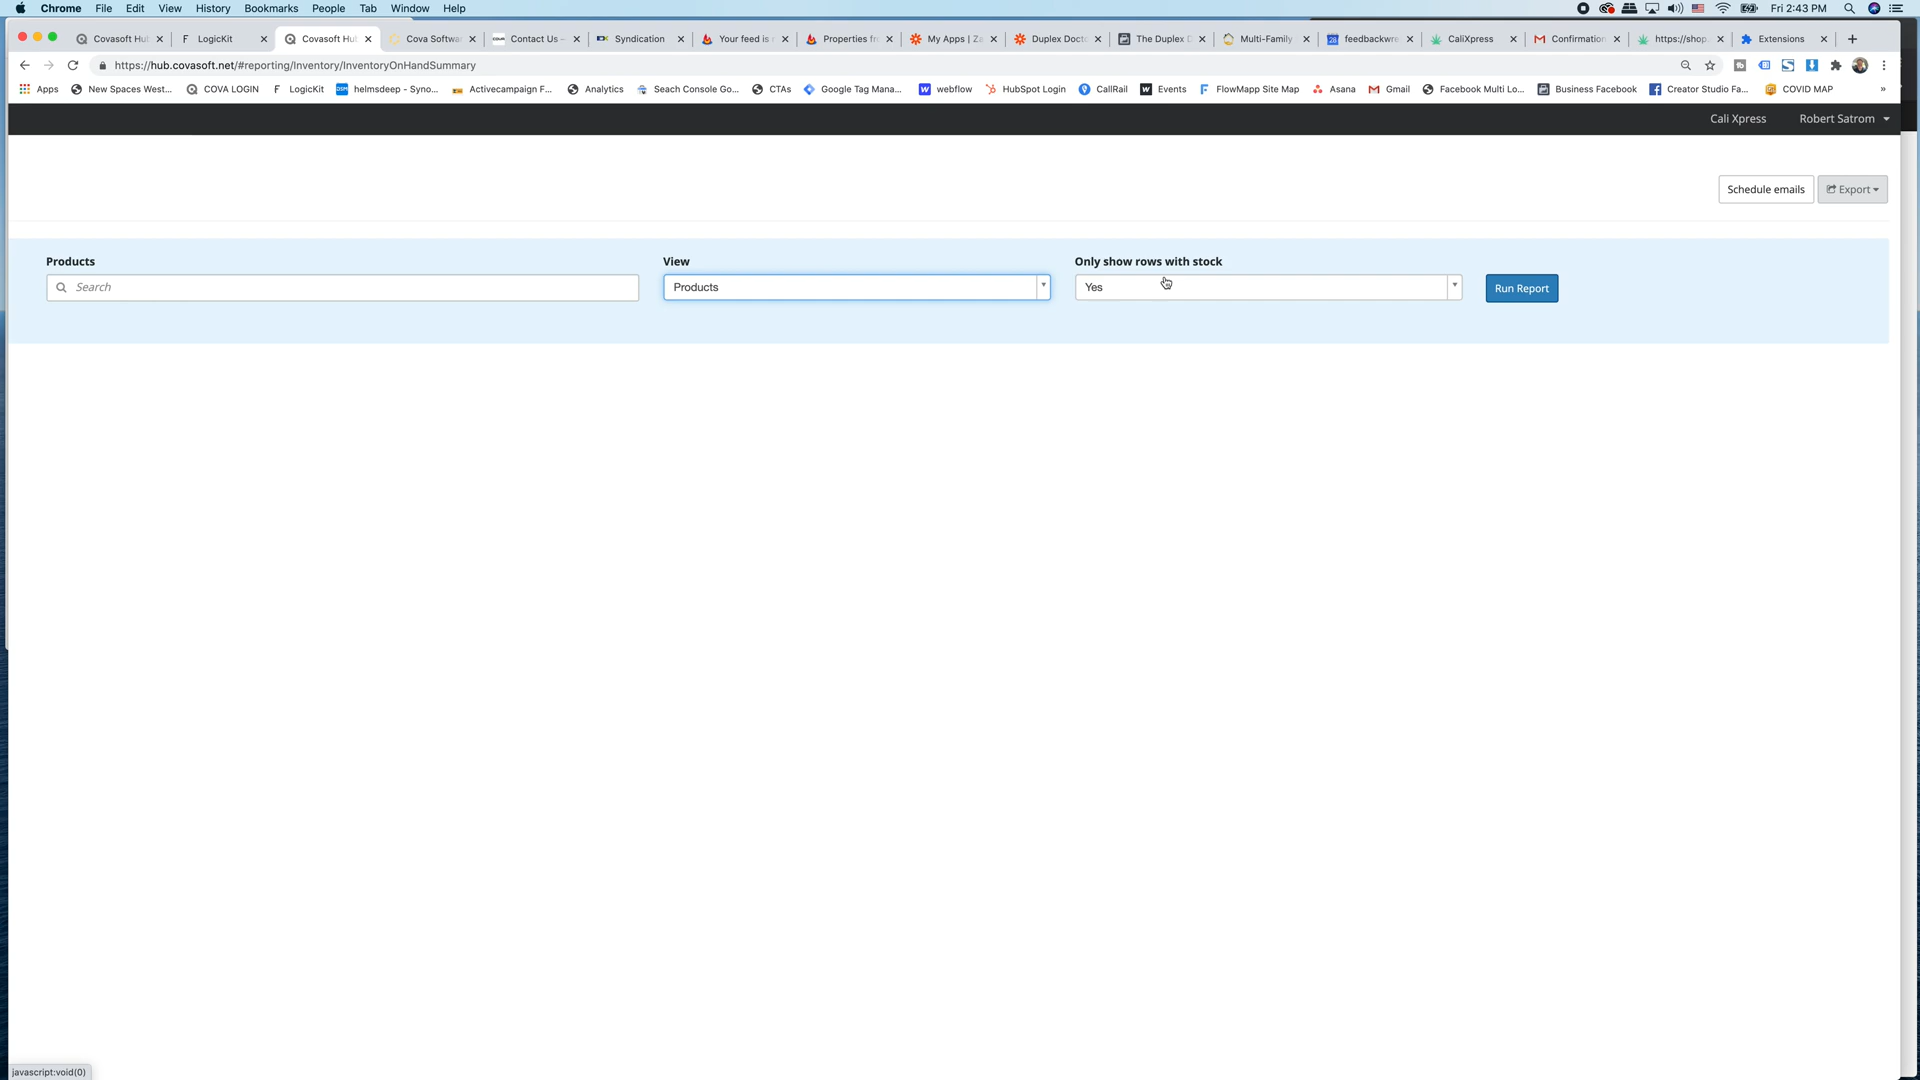 Chrome File Edit View History Bookmarks People Tab Window Help
Fri 2:43 PM
Covasoft Hu
LogicKit
Covasoft Hu
Cova Softwa
Contact Us -
Syndication
Your feed is
Properties fr
My Apps | Z
Duplex Doct
The Duplex D
Multi-Family
feedbackwre
CaliXpress
Confirmation
https://shop.
Extensions
https://hub.covasoft.net/#reporting/Inventory/InventoryOnHandSummary
Apps
New Spaces West...
COVA LOGIN
LogicKit
helmsdeep - Syno...
Activecampaign F...
Analytics
Seach Console Go...
CTAs
Google Tag Mana...
webflow
HubSpot Login
CallRail
Events
FlowMapp Site Map
Asana
Gmail
Facebook Multi Lo...
Business Facebook
Creator Studio Fa...
COVID MAP
»
Cali Xpress
Robert Satrom
Schedule emails
Export
Products
View
Only show rows with stock
Search
Products
Yes
Run Report
javascript:void(0)